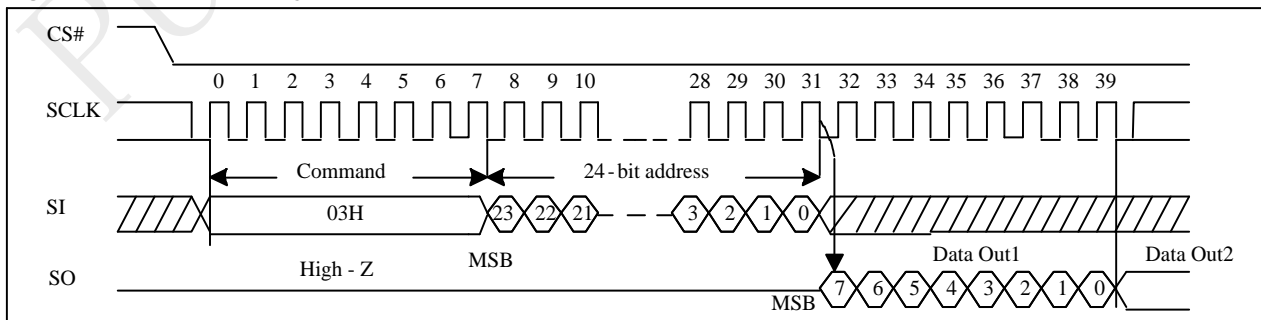 CS#
0 1 2 3 4 5 6 7 8 9 10 28 29 30 31 32 33 34 35 36 37 38 39
SCLK
Command 24-bit address
SI 03H 23 22 21 3 2 1 0
Data Out1 Data Out2
High - Z MSB
SO
MSB 7 6 5 4 3 2 1 0